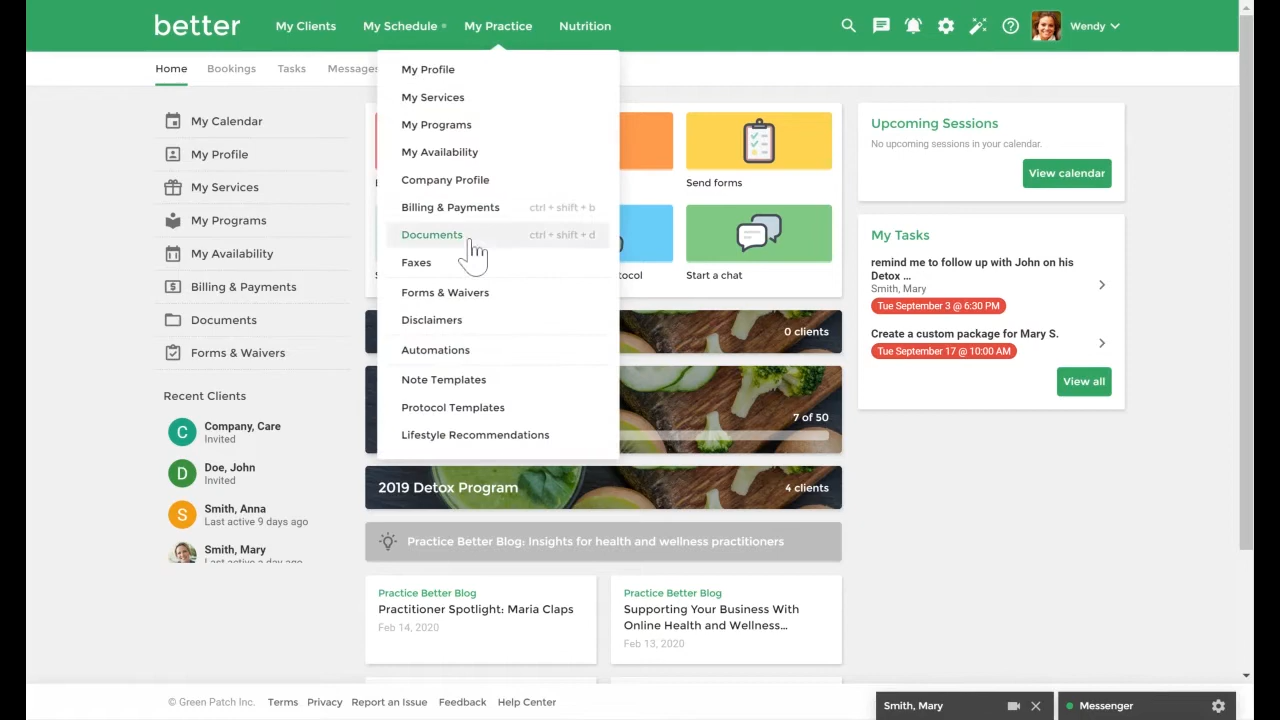 better
My Clients
My Schedule
My Practice
Nutrition
Wendy
Home
Bookings
Tasks
Messages
My Profile
My Services
My Programs
My Availability
Company Profile
Billing & Payments ctrl + shift + b
Documents ctrl + shift + d
Faxes
Forms & Waivers
Disclaimers
Automations
Note Templates
Protocol Templates
Lifestyle Recommendations
My Calendar
My Profile
My Services
My Programs
My Availability
Billing & Payments
Documents
Forms & Waivers
Recent Clients
C
Company, Care
Invited
D
Doe, John
Invited
S
Smith, Anna
Last active 9 days ago
Smith, Mary
Last active a day ago
Send forms
Start a chat
0 clients
7 of 50
2019 Detox Program
4 clients
Practice Better Blog: Insights for health and wellness practitioners
Practice Better Blog
Practitioner Spotlight: Maria Claps
Feb 14, 2020
Practice Better Blog
Supporting Your Business With
Online Health and Wellness...
Feb 13, 2020
Upcoming Sessions
No upcoming sessions in your calendar.
View calendar
My Tasks
remind me to follow up with John on his
Detox ...
Smith, Mary
Tue September 3 @ 6:30 PM
Create a custom package for Mary S.
Tue September 17 @ 10:00 AM
View all
© Green Patch Inc.
Terms
Privacy
Report an Issue
Feedback
Help Center
Smith, Mary
Messenger